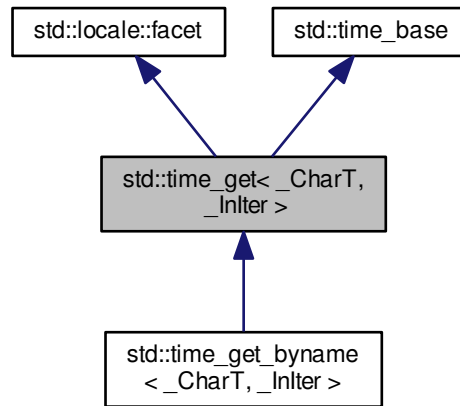 std::locale::facet
std::time_base
std::time_get< _CharT,
_InIter >
std::time_get_byname
< _CharT, _InIter >